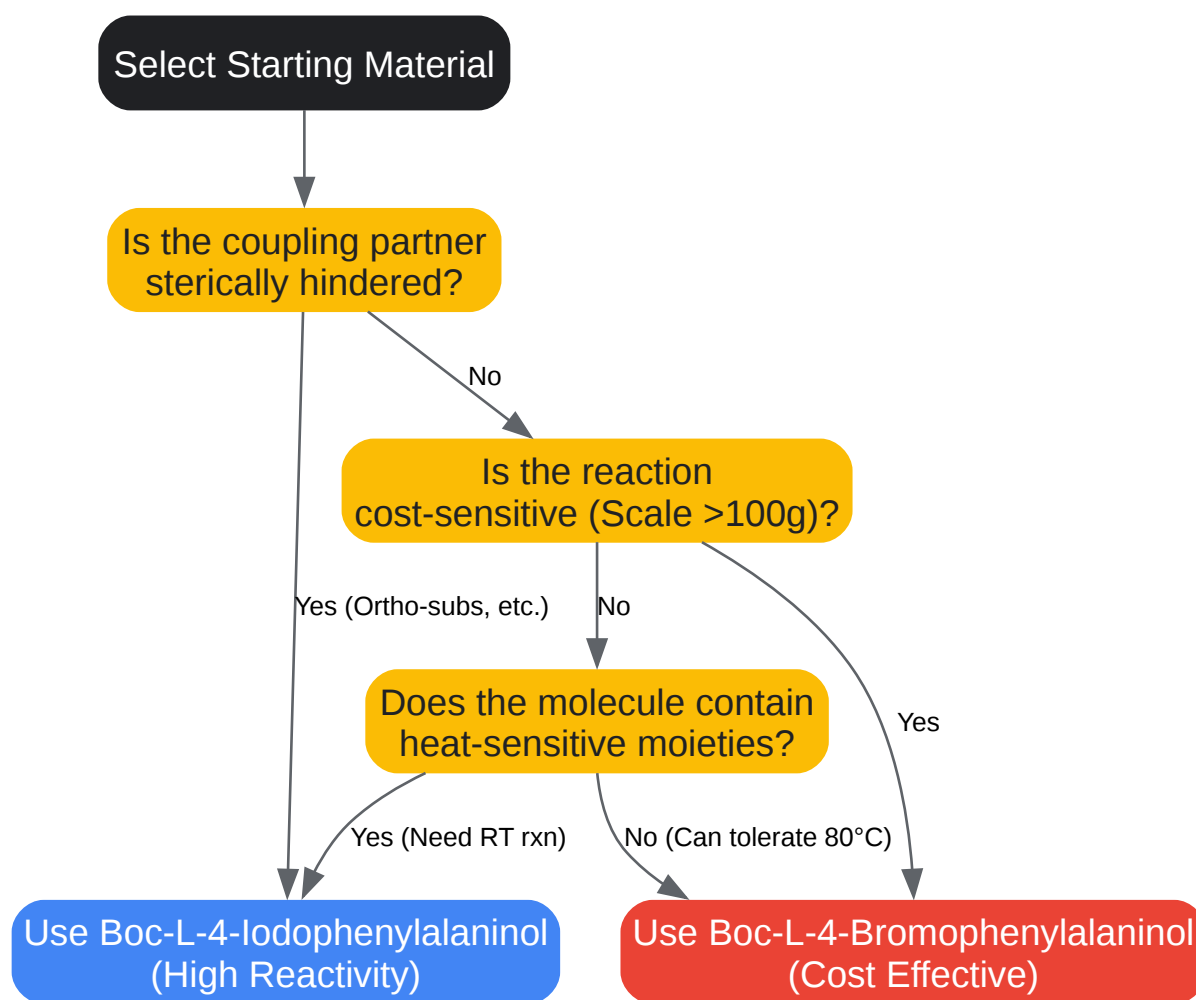 Select Starting Material
Is the coupling partner
sterically hindered?
No
Is the reaction
cost-sensitive (Scale >100g)?
Yes (Ortho-subs, etc.)
No
Does the molecule contain
heat-sensitive moieties?
Yes
Yes (Need RT rxn)
No (Can tolerate 80°C)
Use Boc-L-4-Iodophenylalaninol
(High Reactivity)
Use Boc-L-4-Bromophenylalaninol
(Cost Effective)